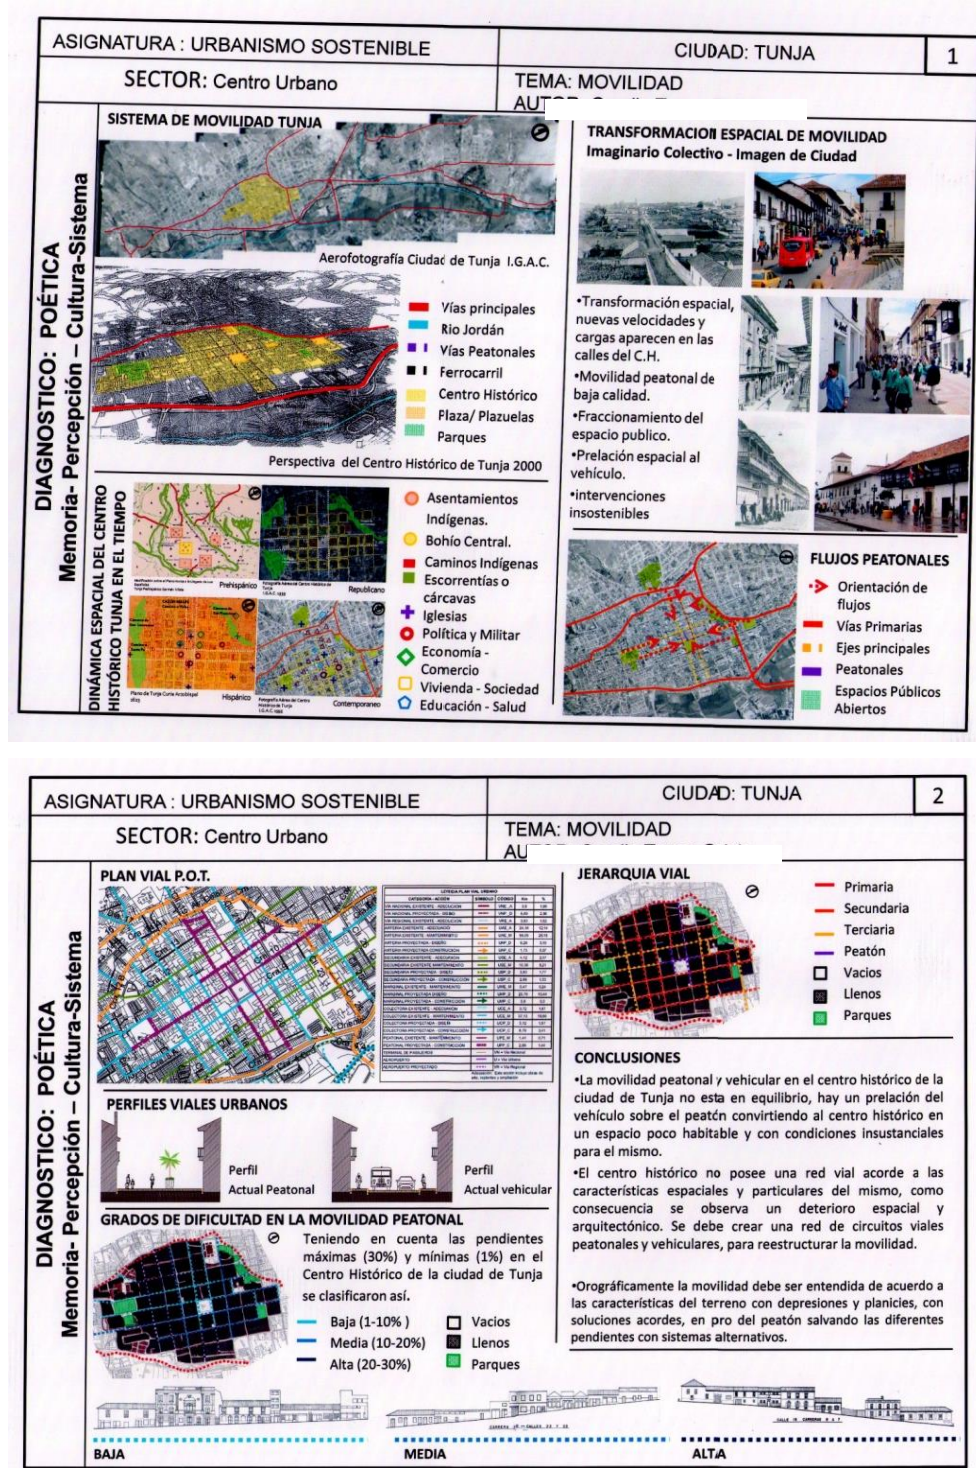 ASIGNATURA : URBANISMO SOSTENIBLE
CIUDAD: TUNJA
1
SECTOR: Centro Urbano
TEMA: MOVILIDAD
DIAGNOSTICO: POÉTICA
Memoria- Percepción – Cultura-Sistema
SISTEMA DE MOVILIDAD TUNJA
Aerofotografía Ciudad de Tunja I.G.A.C.
Vías principales
Rio Jordán
Vías Peatonales
Ferrocarril
Centro Histórico
Plaza/ Plazuelas
Parques
Perspectiva del Centro Histórico de Tunja 2000
DINÁMICA ESPACIAL DEL CENTRO
HISTÓRICO TUNJA EN EL TIEMPO
Prehispánico
Republicano
Hispánico
Contemporaneo
Asentamientos
Indígenas.
Bohío Central.
Caminos Indígenas
Escorrentías o
cárcavas
Iglesias
Política y Militar
Economía -
Comercio
Vivienda - Sociedad
Educación - Salud
TRANSFORMACION ESPACIAL DE MOVILIDAD
Imaginario Colectivo - Imagen de Ciudad
•Transformación espacial,
nuevas velocidades y
cargas aparecen en las
calles del C.H.
•Movilidad peatonal de
baja calidad.
•Fraccionamiento del
espacio publico.
•Prelación espacial al
vehículo.
•intervenciones
insostenibles
FLUJOS PEATONALES
Orientación de
flujos
Vías Primarias
Ejes principales
Peatonales
Espacios Públicos
Abiertos
ASIGNATURA : URBANISMO SOSTENIBLE
CIUDAD: TUNJA
2
SECTOR: Centro Urbano
TEMA: MOVILIDAD
DIAGNOSTICO: POÉTICA
Memoria- Percepción – Cultura-Sistema
PLAN VIAL P.O.T.
PERFILES VIALES URBANOS
Perfil
Actual Peatonal
Perfil
Actual vehicular
GRADOS DE DIFICULTAD EN LA MOVILIDAD PEATONAL
Teniendo en cuenta las pendientes
máximas (30%) y mínimas (1%) en el
Centro Histórico de la ciudad de Tunja
se clasificaron así.
Baja (1-10% )
Media (10-20%)
Alta (20-30%)
Vacios
Llenos
Parques
BAJA
MEDIA
ALTA
JERARQUIA VIAL
Primaria
Secundaria
Terciaria
Peatón
Vacios
Llenos
Parques
CONCLUSIONES
•La movilidad peatonal y vehicular en el centro histórico de la
ciudad de Tunja no esta en equilibrio, hay un prelación del
vehículo sobre el peatón convirtiendo al centro histórico en
un espacio poco habitable y con condiciones insustanciales
para el mismo.
•El centro histórico no posee una red vial acorde a las
características espaciales y particulares del mismo, como
consecuencia se observa un deterioro espacial y
arquitectónico. Se debe crear una red de circuitos viales
peatonales y vehiculares, para reestructurar la movilidad.
•Orográficamente la movilidad debe ser entendida de acuerdo a
las características del terreno con depresiones y planicies, con
soluciones acordes, en pro del peatón salvando las diferentes
pendientes con sistemas alternativos.